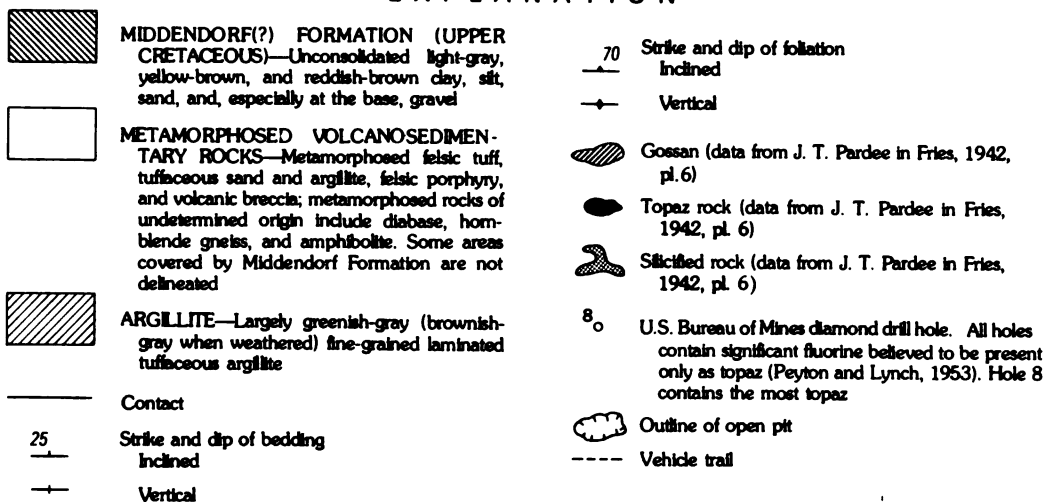 EXPLANATION
MIDDENDORF(?) FORMATION (UPPER
CRETACEOUS)—Unconsolidated light-gray,
yellow-brown, and reddish-brown clay, silt,
sand, and, especially at the base, gravel
METAMORPHOSED VOLCANOSEDIMEN-
TARY ROCKS—Metamorphosed felsic tuff,
tuffaceous sand and argillite, felsic porphyry,
and volcanic breccia; metamorphosed rocks of
undetermined origin include diabase, horn-
blende gneiss, and amphibolite. Some areas
covered by Middendorf Formation are not
delineated
ARGILLITE—Largely greenish-gray (brownish-
gray when weathered) fine-grained laminated
tuffaceous argillite
Contact
25 Strike and dip of bedding
Inclined
Vertical
70 Strike and dip of foliation
Inclined
Vertical
Gossan (data from J. T. Pardee in Fries, 1942,
pl.6)
Topaz rock (data from J. T. Pardee in Fries,
1942, pl. 6)
Silicified rock (data from J. T. Pardee in Fries,
1942, pl. 6)
8 U.S. Bureau of Mines diamond drill hole. All holes
contain significant fluorine believed to be present
only as topaz (Peyton and Lynch, 1953). Hole 8
contains the most topaz
Outline of open pit
Vehicle trail